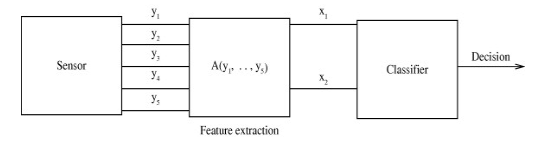 y₁
y₂
y₃
y₄
y₅
Sensor
A(y₁, . . , y₅)
Feature extraction
x₁
x₂
Classifier
Decision